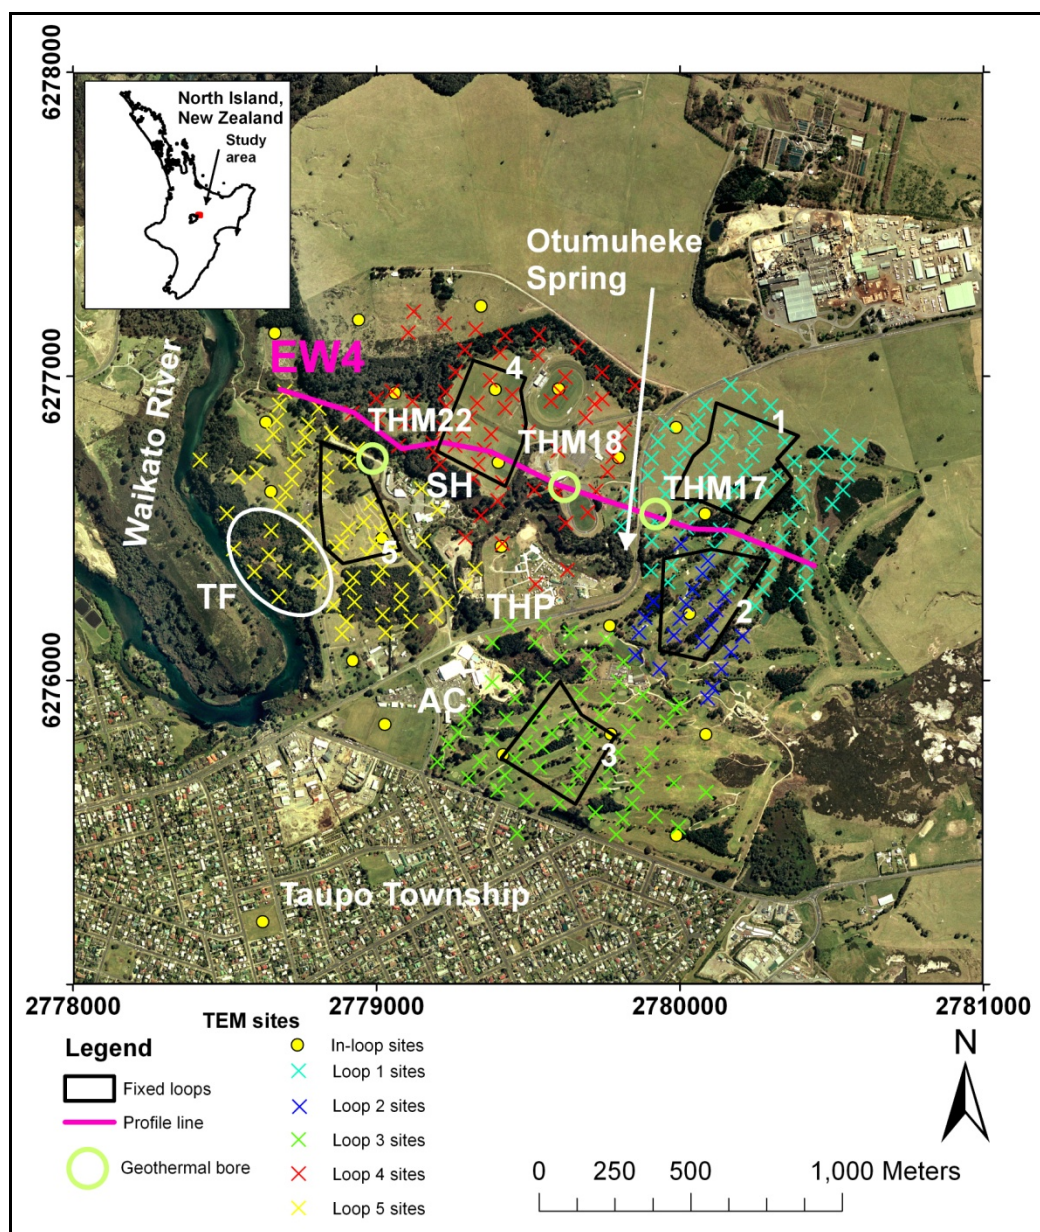 6278000
North Island,
New Zealand
Study
area
Otumuheke
Spring
6277000
EW4
4
1
THM22
THM18
THM17
Waikato River
SH
5
2
TF
THP
6276000
AC
3
Taupo Township
6275000
2778000
2779000
2780000
2781000
TEM sites
Legend
In-loop sites
Fixed loops
Loop 1 sites
Profile line
Loop 2 sites
Loop 3 sites
Geothermal bore
Loop 4 sites
Loop 5 sites
N
0 250 500 1,000 Meters